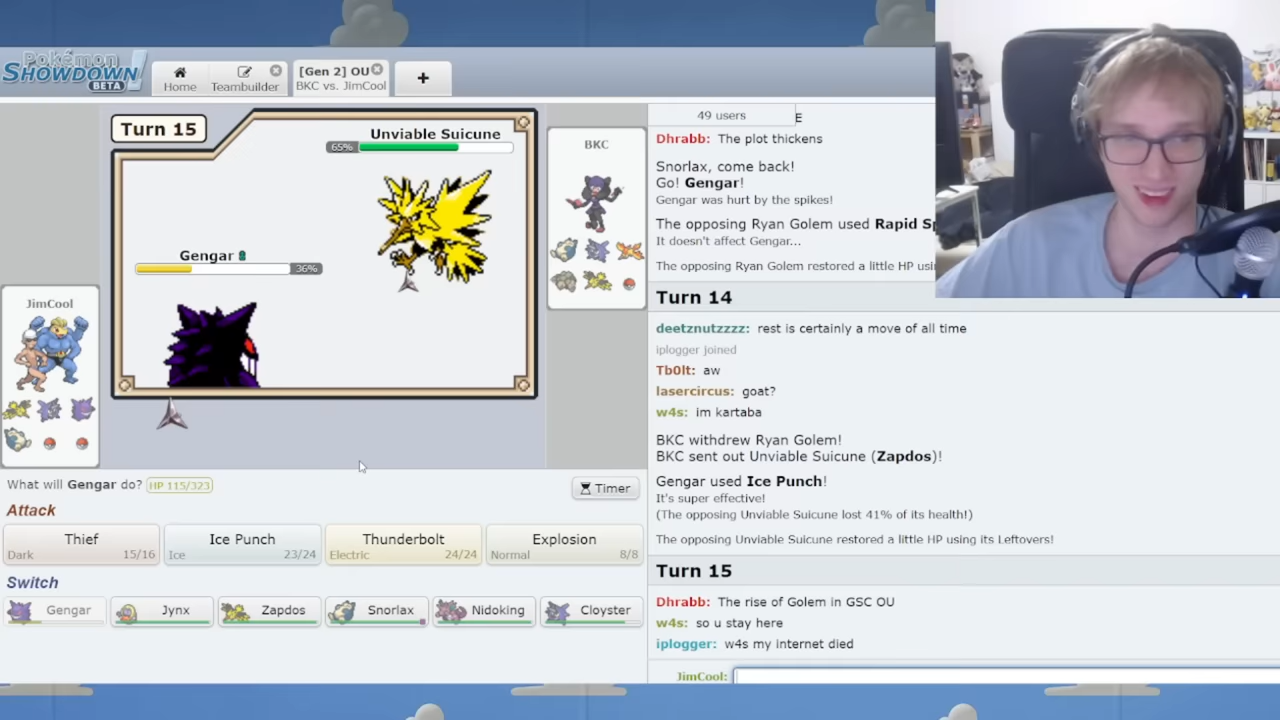 Pokémon
SHOWDOWN!
BETA
Home
Teambuilder
[Gen 2] OU
BKC vs. JimCool
+
Turn 15
Unviable Suicune
65%
Gengar
36%
JimCool
BKC
49 users
E
Dhrabb: The plot thickens
Snorlax, come back!
Go! Gengar!
Gengar was hurt by the spikes!
The opposing Ryan Golem used Rapid Sp
It doesn't affect Gengar...
The opposing Ryan Golem restored a little HP usin
Turn 14
deetznutzzzz: rest is certainly a move of all time
iplogger joined
Tb0lt: aw
lasercircus: goat?
w4s: im kartaba
BKC withdrew Ryan Golem!
BKC sent out Unviable Suicune (Zapdos)!
Gengar used Ice Punch!
It's super effective!
(The opposing Unviable Suicune lost 41% of its health!)
The opposing Unviable Suicune restored a little HP using its Leftovers!
Turn 15
Dhrabb: The rise of Golem in GSC OU
w4s: so u stay here
iplogger: w4s my internet died
JimCool:
What will Gengar do? HP 115/323
Timer
Attack
Thief
Dark 15/16
Ice Punch
Ice 23/24
Thunderbolt
Electric 24/24
Explosion
Normal 8/8
Switch
Gengar
Jynx
Zapdos
Snorlax
Nidoking
Cloyster